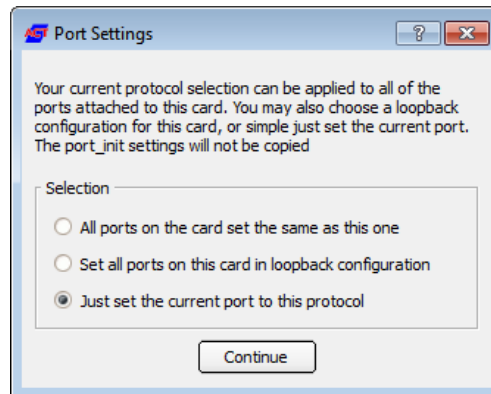 AGT Port Settings
Your current protocol selection can be applied to all of the
ports attached to this card. You may also choose a loopback
configuration for this card, or simple just set the current port.
The port_init settings will not be copied
Selection
All ports on the card set the same as this one
Set all ports on this card in loopback configuration
Just set the current port to this protocol
Continue